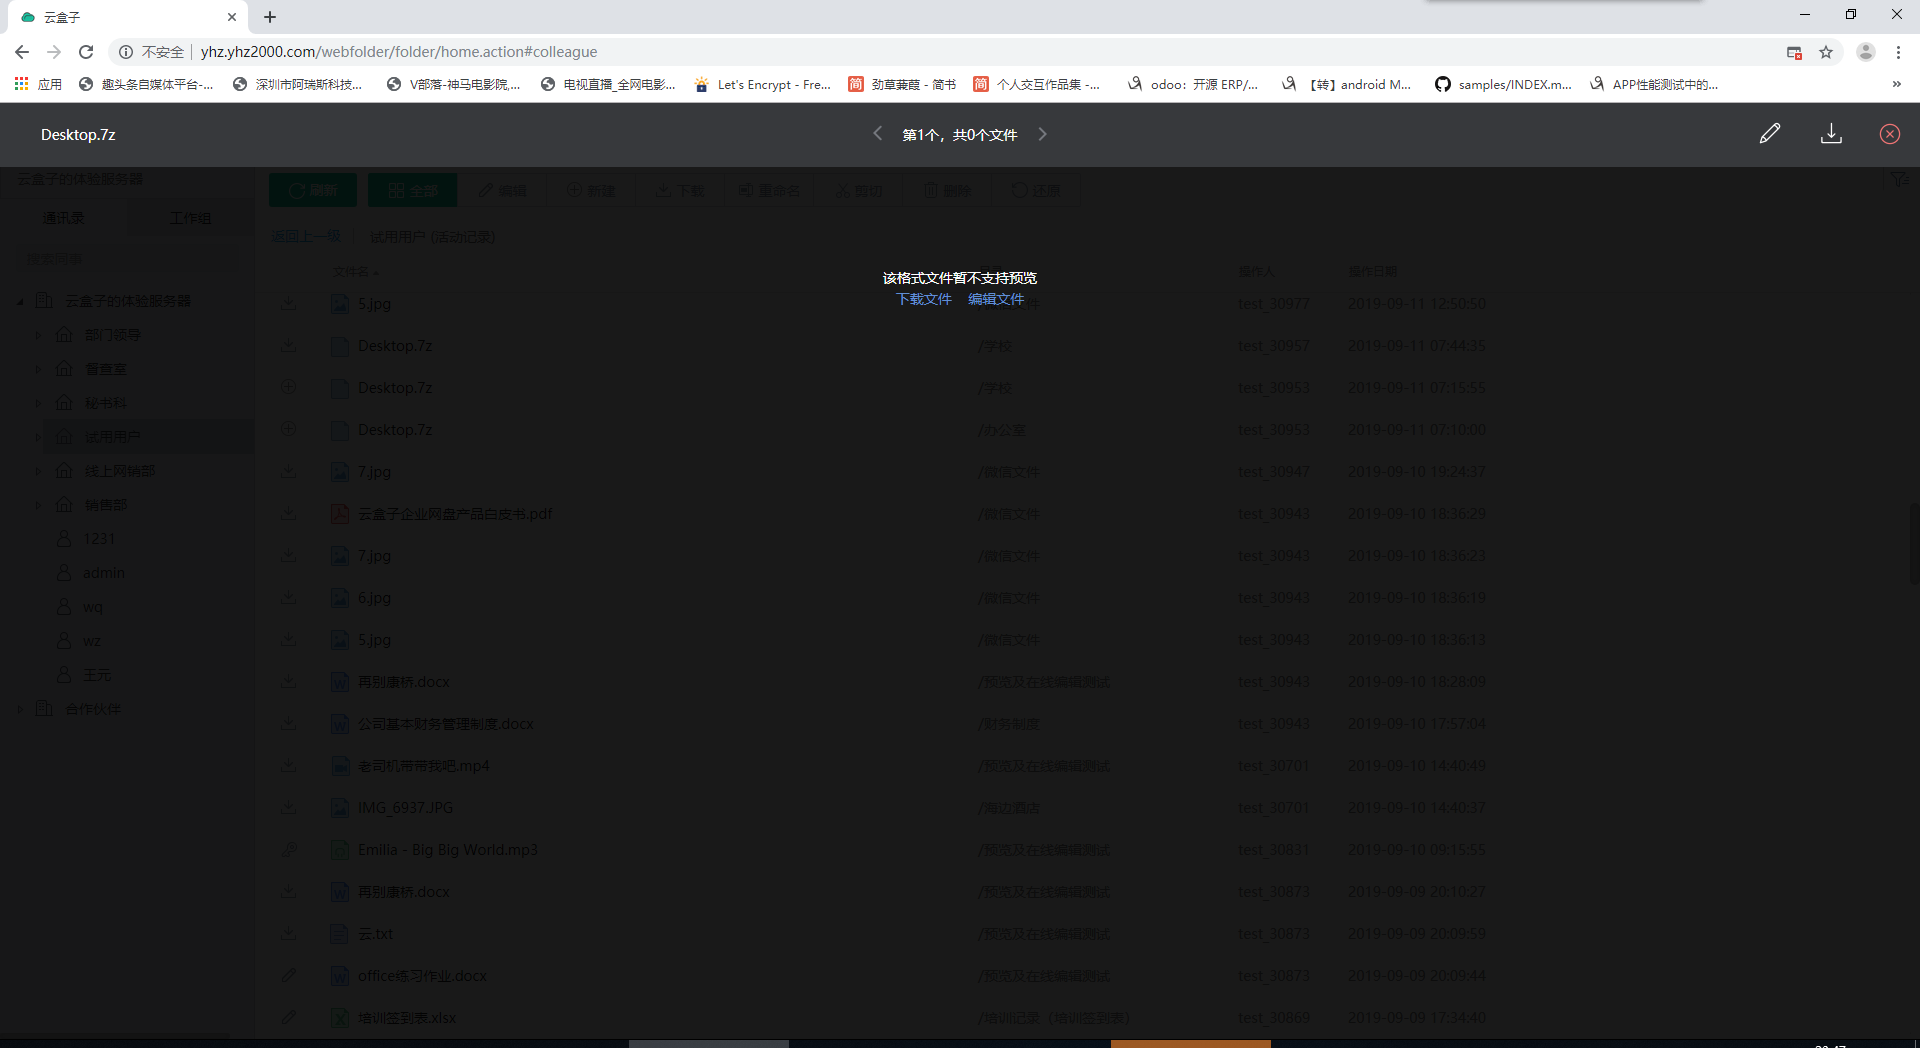 云盒子
不安全 yhz.yhz2000.com/webfolder/folder/home.action#colleague
应用 趣头条自媒体平台-... 深圳市阿瑞斯科技... V部落-神马电影院,... 电视直播_全网电影... Let's Encrypt - Fre... 简 劲草蒹葭 - 简书 简 个人交互作品集 -... odoo：开源 ERP/... 【转】android M... samples/INDEX.m... APP性能测试中的... »
Desktop.7z 第1个，共0个文件
云盒子的体验服务器 刷新 全部 编辑 新建 下载 重命名 剪切 删除 还原
通讯录 工作组
返回上一级 试用用户 (活动记录)
搜索同事
文件名 操作人 操作日期
该格式文件暂不支持预览
下载文件 编辑文件
云盒子的体验服务器
部门领导
督查室
秘书科
试用用户
线上网销部
销售部
1231
admin
wq
wz
王元
合作伙伴
5.jpg test_30977 2019-09-11 12:50:50
Desktop.7z /学校 test_30957 2019-09-11 07:44:35
Desktop.7z /学校 test_30953 2019-09-11 07:15:55
Desktop.7z /办公室 test_30953 2019-09-11 07:10:00
7.jpg /微信文件 test_30947 2019-09-10 19:24:37
云盒子企业网盘产品白皮书.pdf /微信文件 test_30943 2019-09-10 18:36:29
7.jpg /微信文件 test_30943 2019-09-10 18:36:23
6.jpg /微信文件 test_30943 2019-09-10 18:36:19
5.jpg /微信文件 test_30943 2019-09-10 18:36:13
再别康桥.docx /预览及在线编辑测试 test_30943 2019-09-10 18:28:09
公司基本财务管理制度.docx /财务制度 test_30943 2019-09-10 17:57:04
老司机带带我吧.mp4 /预览及在线编辑测试 test_30701 2019-09-10 14:40:49
IMG_6937.JPG /海边酒店 test_30701 2019-09-10 14:40:37
Emilia - Big Big World.mp3 /预览及在线编辑测试 test_30831 2019-09-10 09:15:55
再别康桥.docx /预览及在线编辑测试 test_30873 2019-09-09 20:10:27
云.txt /预览及在线编辑测试 test_30873 2019-09-09 20:09:59
office练习作业.docx /预览及在线编辑测试 test_30873 2019-09-09 20:09:44
培训签到表.xlsx /培训记录（培训签到表） test_30869 2019-09-09 17:34:40